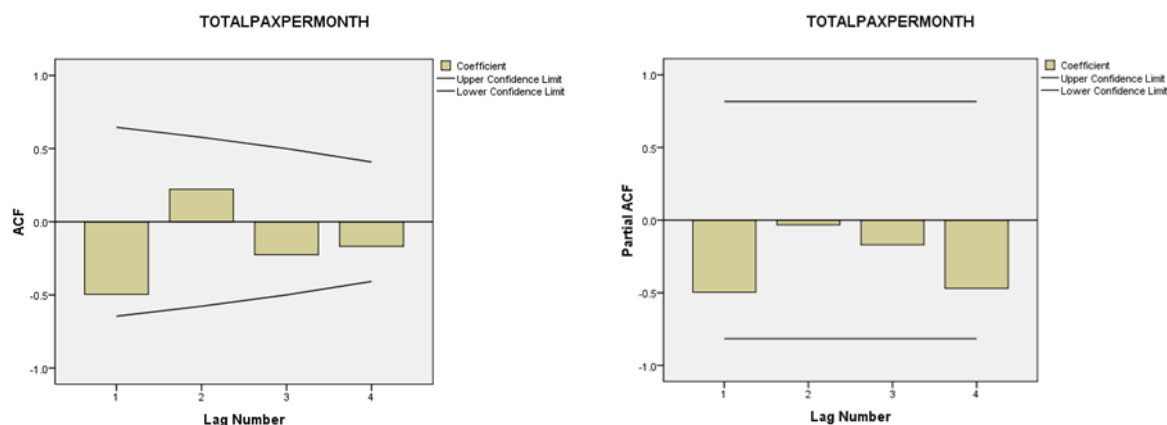 TOTALPAXPERMONTH
Coefficient
Upper Confidence Limit
Lower Confidence Limit
1.0
0.5
0.0
-0.5
-1.0
ACF
1 2 3 4
Lag Number
TOTALPAXPERMONTH
Coefficient
Upper Confidence Limit
Lower Confidence Limit
1.0
0.5
0.0
-0.5
-1.0
Partial ACF
1 2 3 4
Lag Number